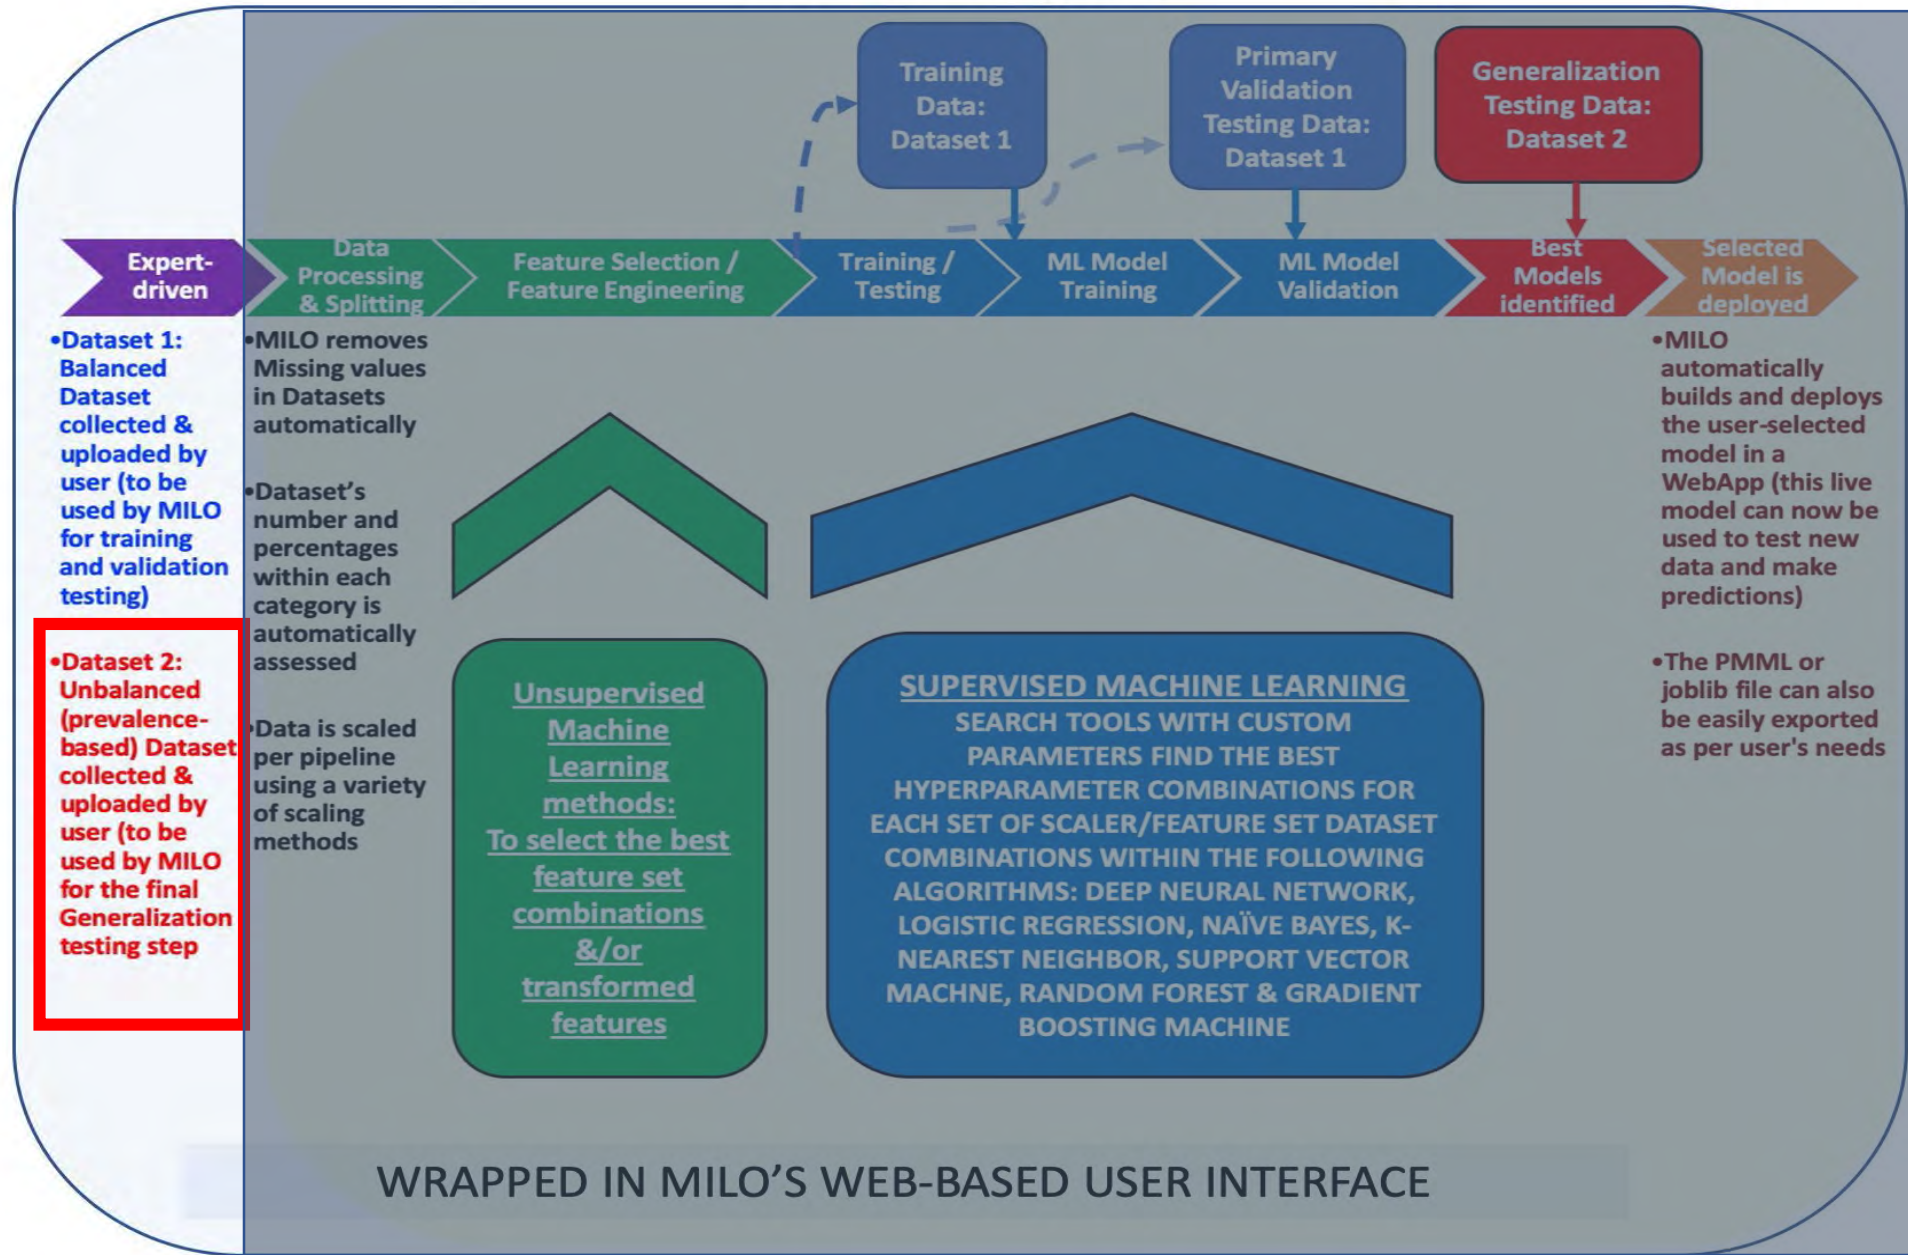 Training
Data:
Dataset 1
Primary
Validation
Testing Data:
Dataset 1
Generalization
Testing Data:
Dataset 2
Expert-
driven
Data
Processing
& Splitting
Feature Selection /
Feature Engineering
Training /
Testing
ML Model
Training
ML Model
Validation
Best
Models
identified
Selected
Model is
deployed
•Dataset 1:
Balanced
Dataset
collected &
uploaded by
user (to be
used by MILO
for training
and validation
testing)
•Dataset 2:
Unbalanced
(prevalence-
based) Dataset
collected &
uploaded by
user (to be
used by MILO
for the final
Generalization
testing step
•MILO removes
Missing values
in Datasets
automatically
•Dataset's
number and
percentages
within each
category is
automatically
assessed
•Data is scaled
per pipeline
using a variety
of scaling
methods
Unsupervised
Machine
Learning
methods:
To select the best
feature set
combinations
&/or
transformed
features
SUPERVISED MACHINE LEARNING
SEARCH TOOLS WITH CUSTOM
PARAMETERS FIND THE BEST
HYPERPARAMETER COMBINATIONS FOR
EACH SET OF SCALER/FEATURE SET DATASET
COMBINATIONS WITHIN THE FOLLOWING
ALGORITHMS: DEEP NEURAL NETWORK,
LOGISTIC REGRESSION, NAÏVE BAYES, K-
NEAREST NEIGHBOR, SUPPORT VECTOR
MACHNE, RANDOM FOREST & GRADIENT
BOOSTING MACHINE
•MILO
automatically
builds and deploys
the user-selected
model in a
WebApp (this live
model can now be
used to test new
data and make
predictions)
•The PMML or
joblib file can also
be easily exported
as per user's needs
WRAPPED IN MILO'S WEB-BASED USER INTERFACE